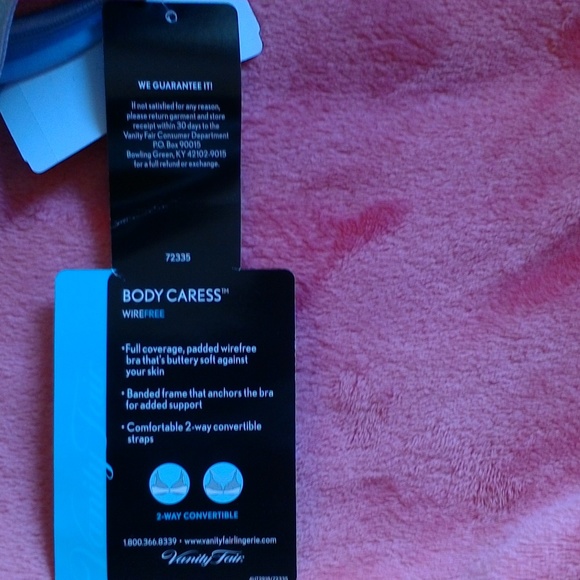 WE GUARANTEE IT!
If not satisfied for any reason,
please return garment and store
receipt within 30 days to the
Vanity Fair Consumer Department
P.O. Box 90015
Bowling Green, KY 42102-9015
for a full refund or exchange.
72335
BODY CARESS™
WIREFREE
•Full coverage, padded wirefree
bra that's buttery soft against
your skin
• Banded frame that anchors the bra
for added support
• Comfortable 2-way convertible
straps
2-WAY CONVERTIBLE
1.800.366.8339 • www.vanityfairlingerie.com
Vanity Fair